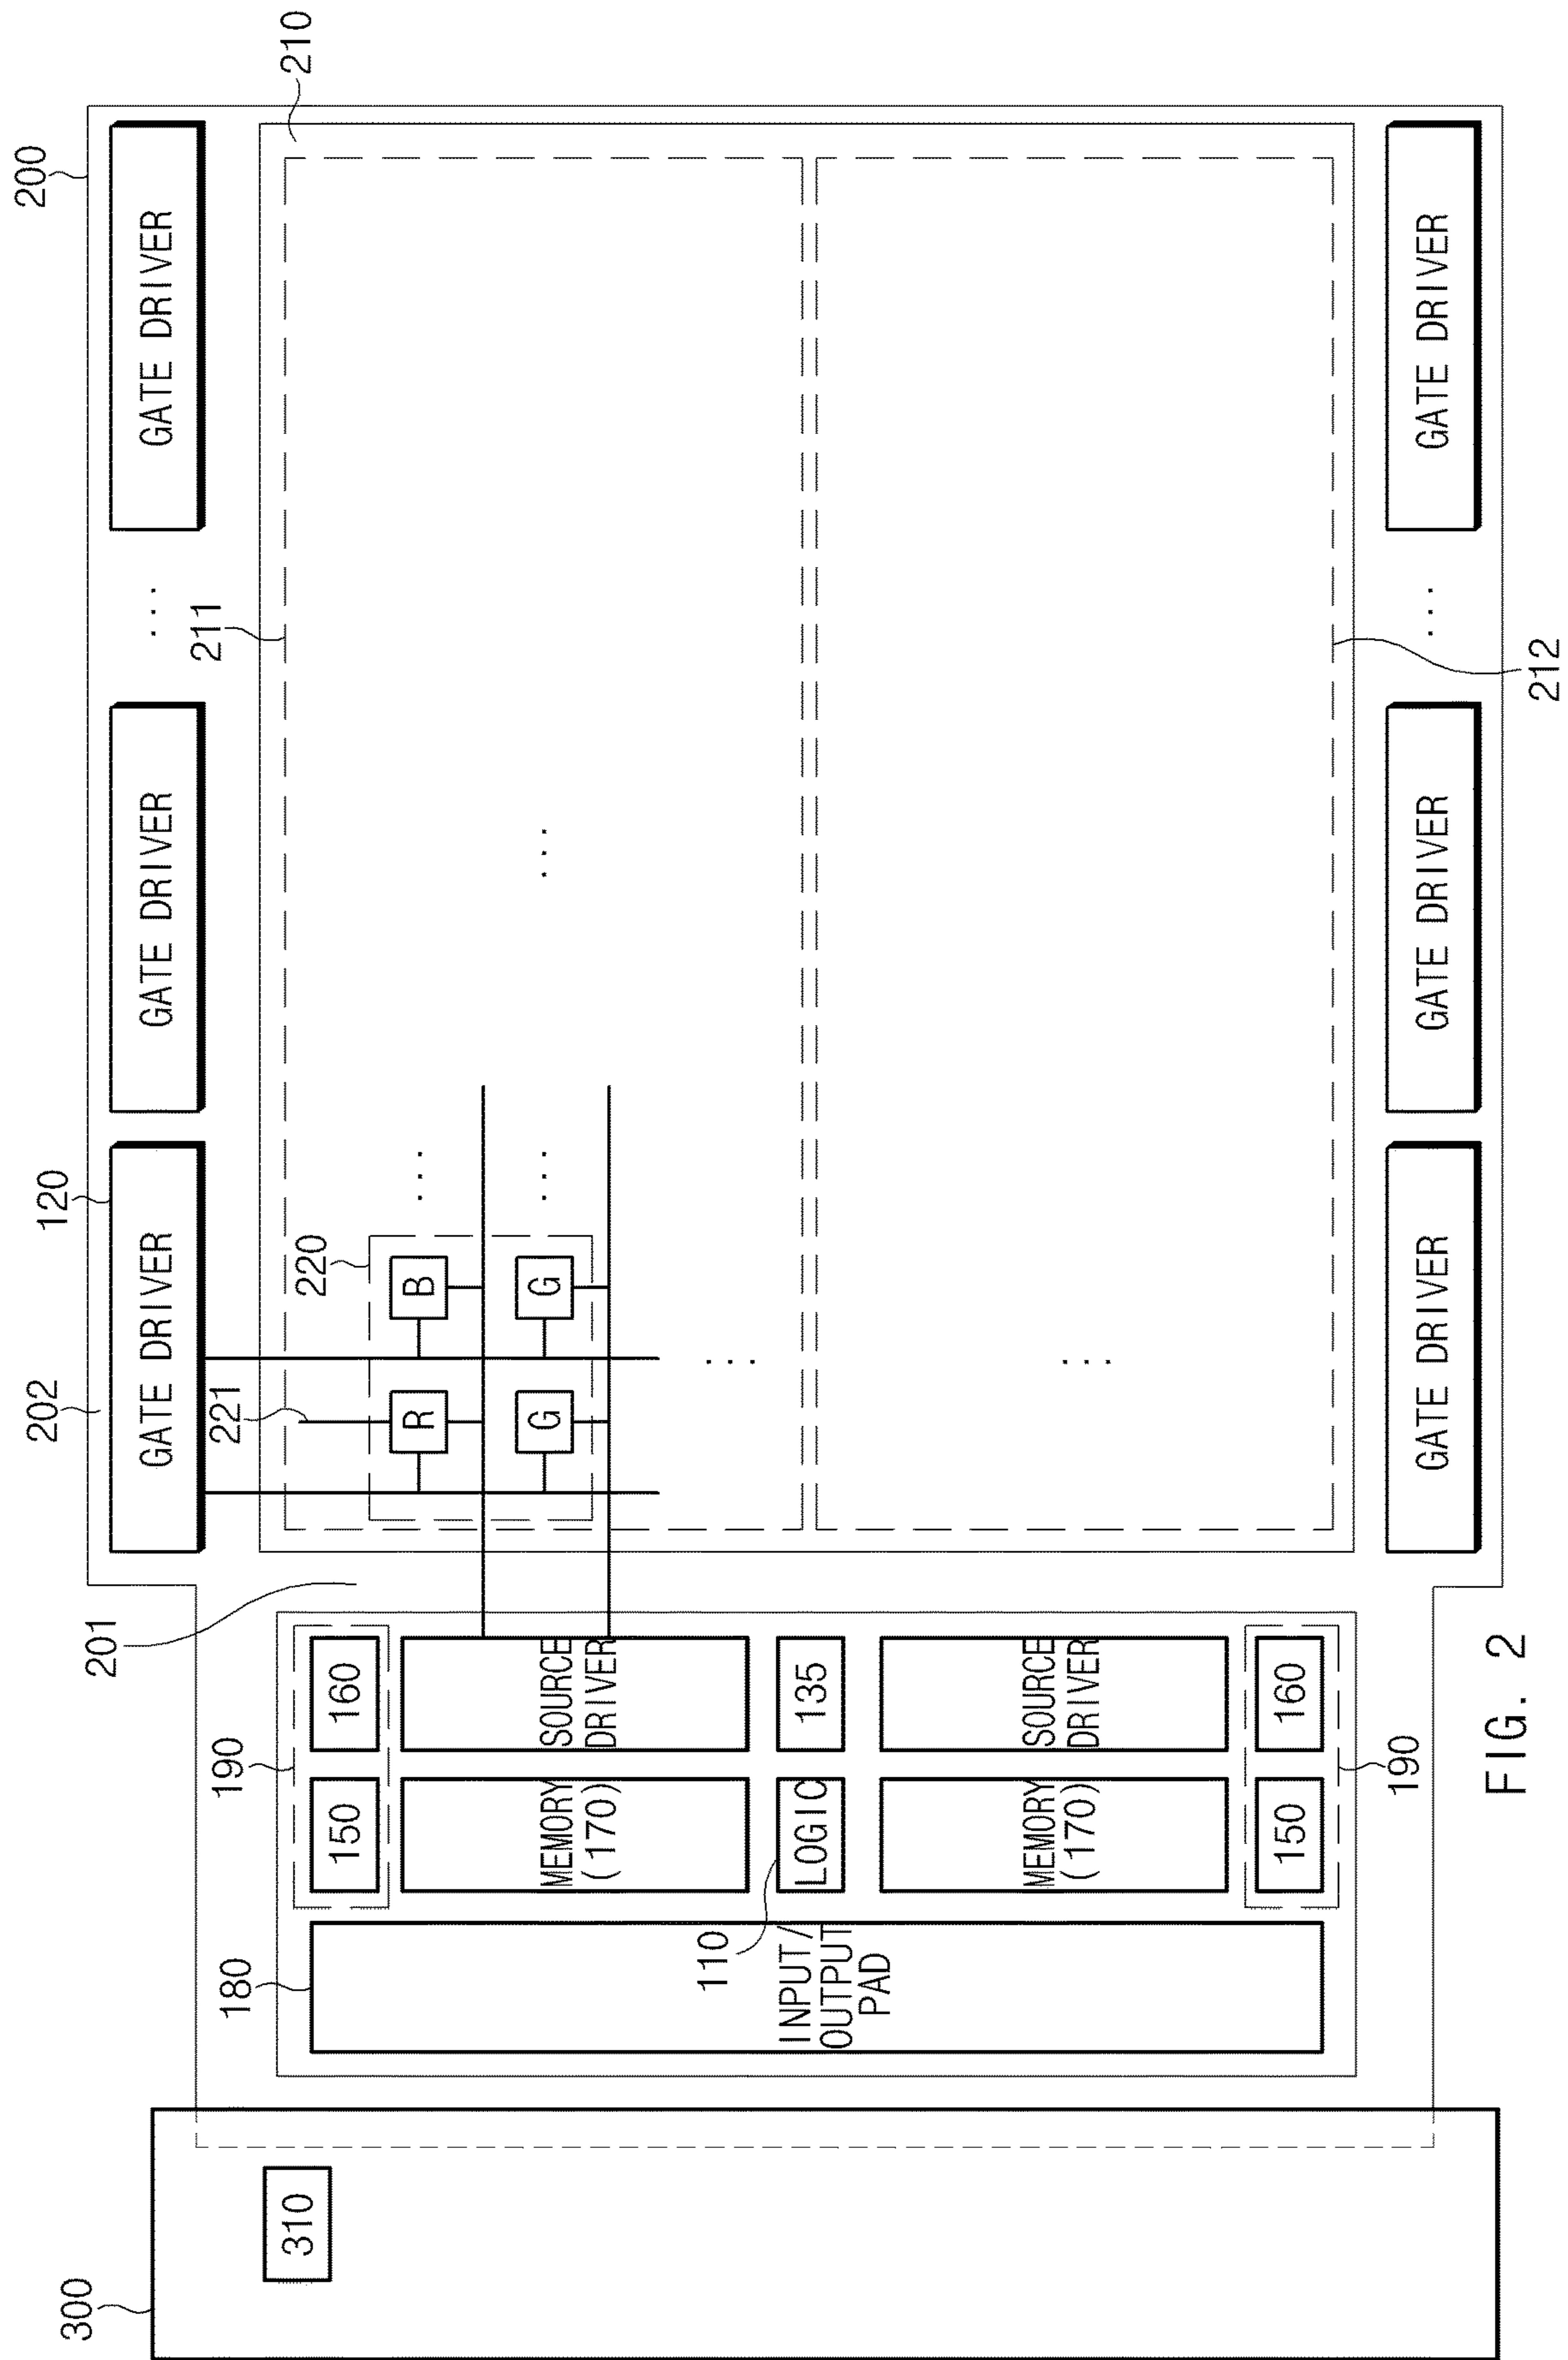 200
210
GATE DRIVER
GATE DRIVER
...
211
...
212
GATE DRIVER
GATE DRIVER
...
120
GATE DRIVER
202
220
B
G
...
...
221
R
G
...
...
GATE DRIVER
201
190
160
SOURCE
DRIVER
135
SOURCE
DRIVER
160
150
MEMORY
(170)
LOGIC
MEMORY
(170)
150
190
110
180
INPUT/
OUTPUT
PAD
310
300
FIG. 2